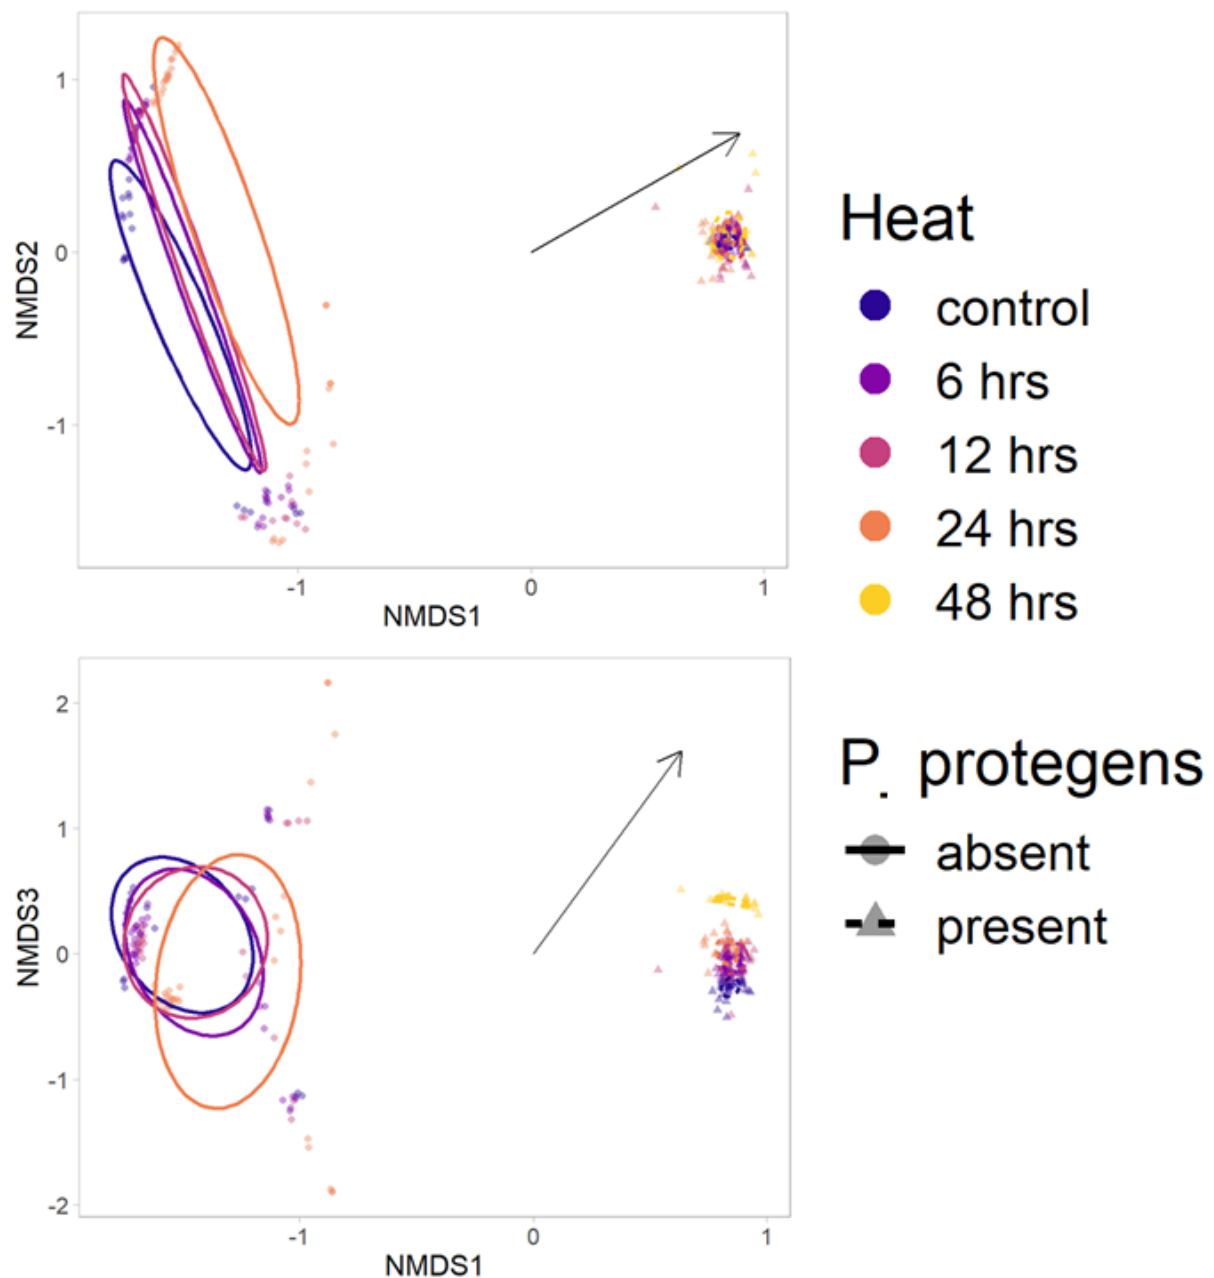 1
0
-1
NMDS2
-1
0
1
NMDS1
Heat
control
6 hrs
12 hrs
24 hrs
48 hrs
2
1
0
-1
-2
NMDS3
-1
0
1
NMDS1
P. protegens
absent
present